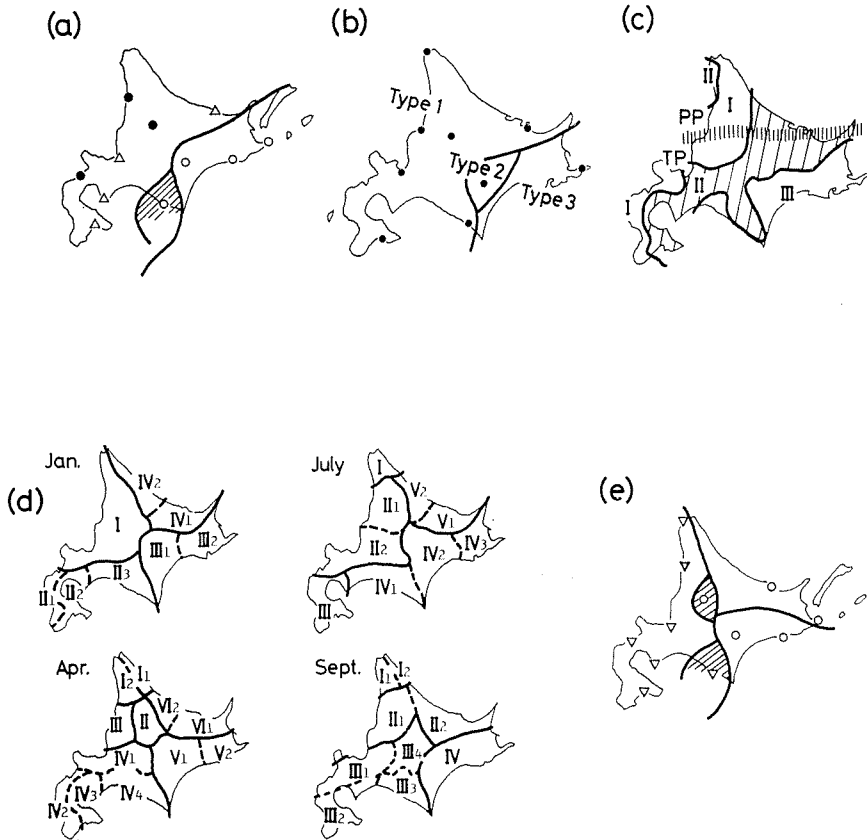 (a)
(b)
Type 1
Type 2
Type 3
(c)
II
I
PP
TP
II
I
III
(d)
Jan.
IV2
I
IV1
III1
III2
II3
II2
II1
July
I
V2
II1
V1
II2
IV2
IV3
IV1
III
Apr.
I1
I2
VI2
III
II
VI1
IV1
V1
V2
IV3
IV4
IV2
Sept.
I1
I2
II1
II2
III4
IV
III1
III3
III2
(e)